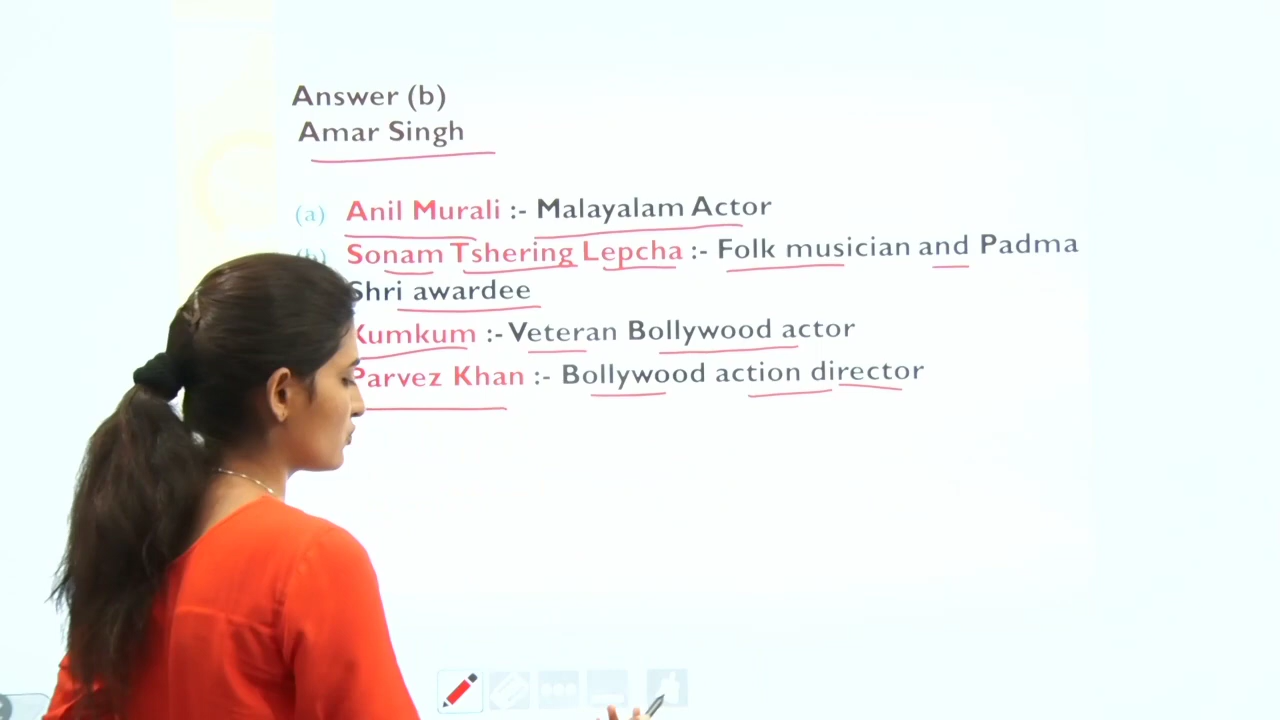 Answer (b)
Amar Singh
(a) Anil Murali :- Malayalam Actor
(b) Sonam Tshering Lepcha :- Folk musician and Padma
Shri awardee
Kumkum :- Veteran Bollywood actor
Parvez Khan :- Bollywood action director